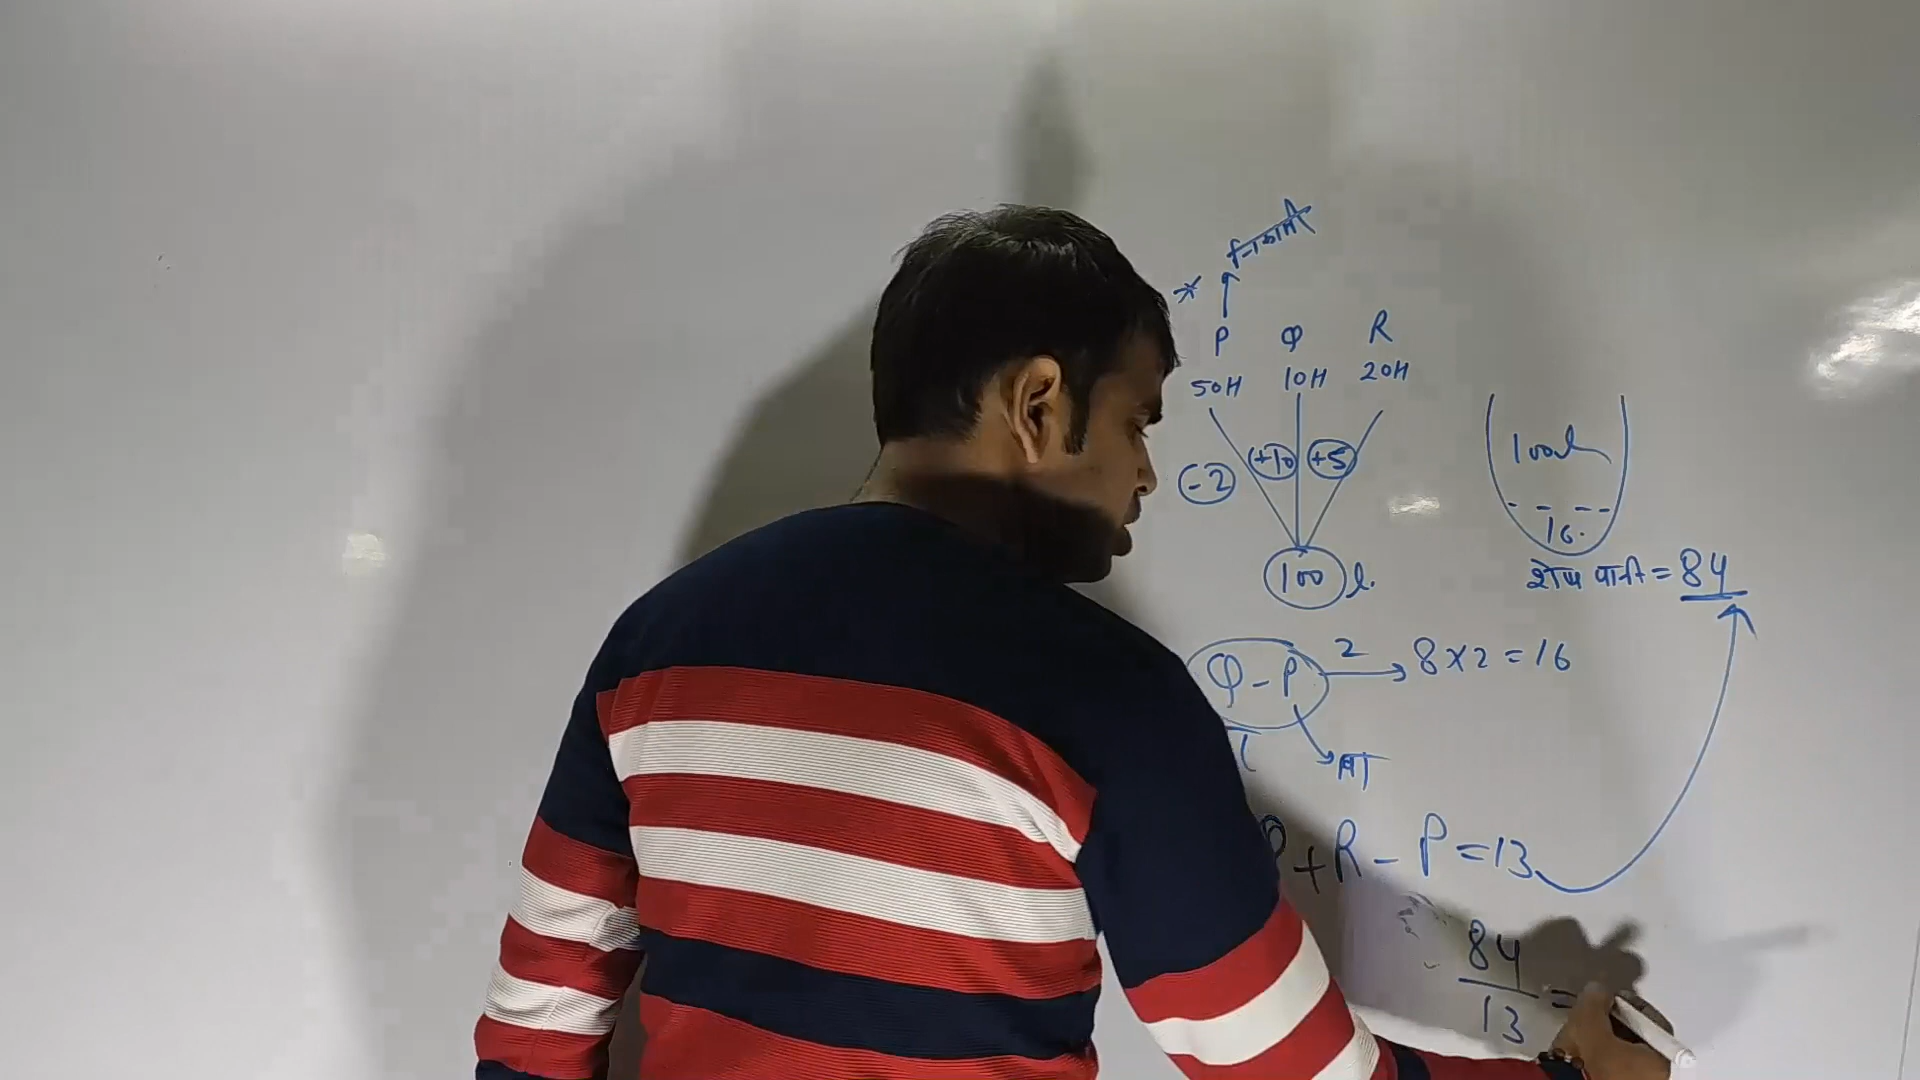 *
P Q R
50H 10H 20H
-2 +10 +5
100 l.
100l
16.
शेष पानी = 84
Q - P 2 → 8 × 2 = 16
+ R - P = 13
84
13 =